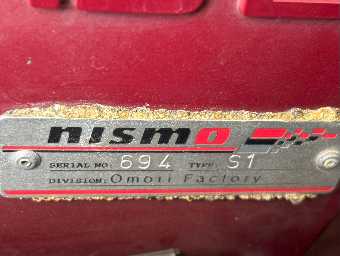 nismo
SERIAL NO: 694 TYPE: S1
DIVISION: Omori Factory